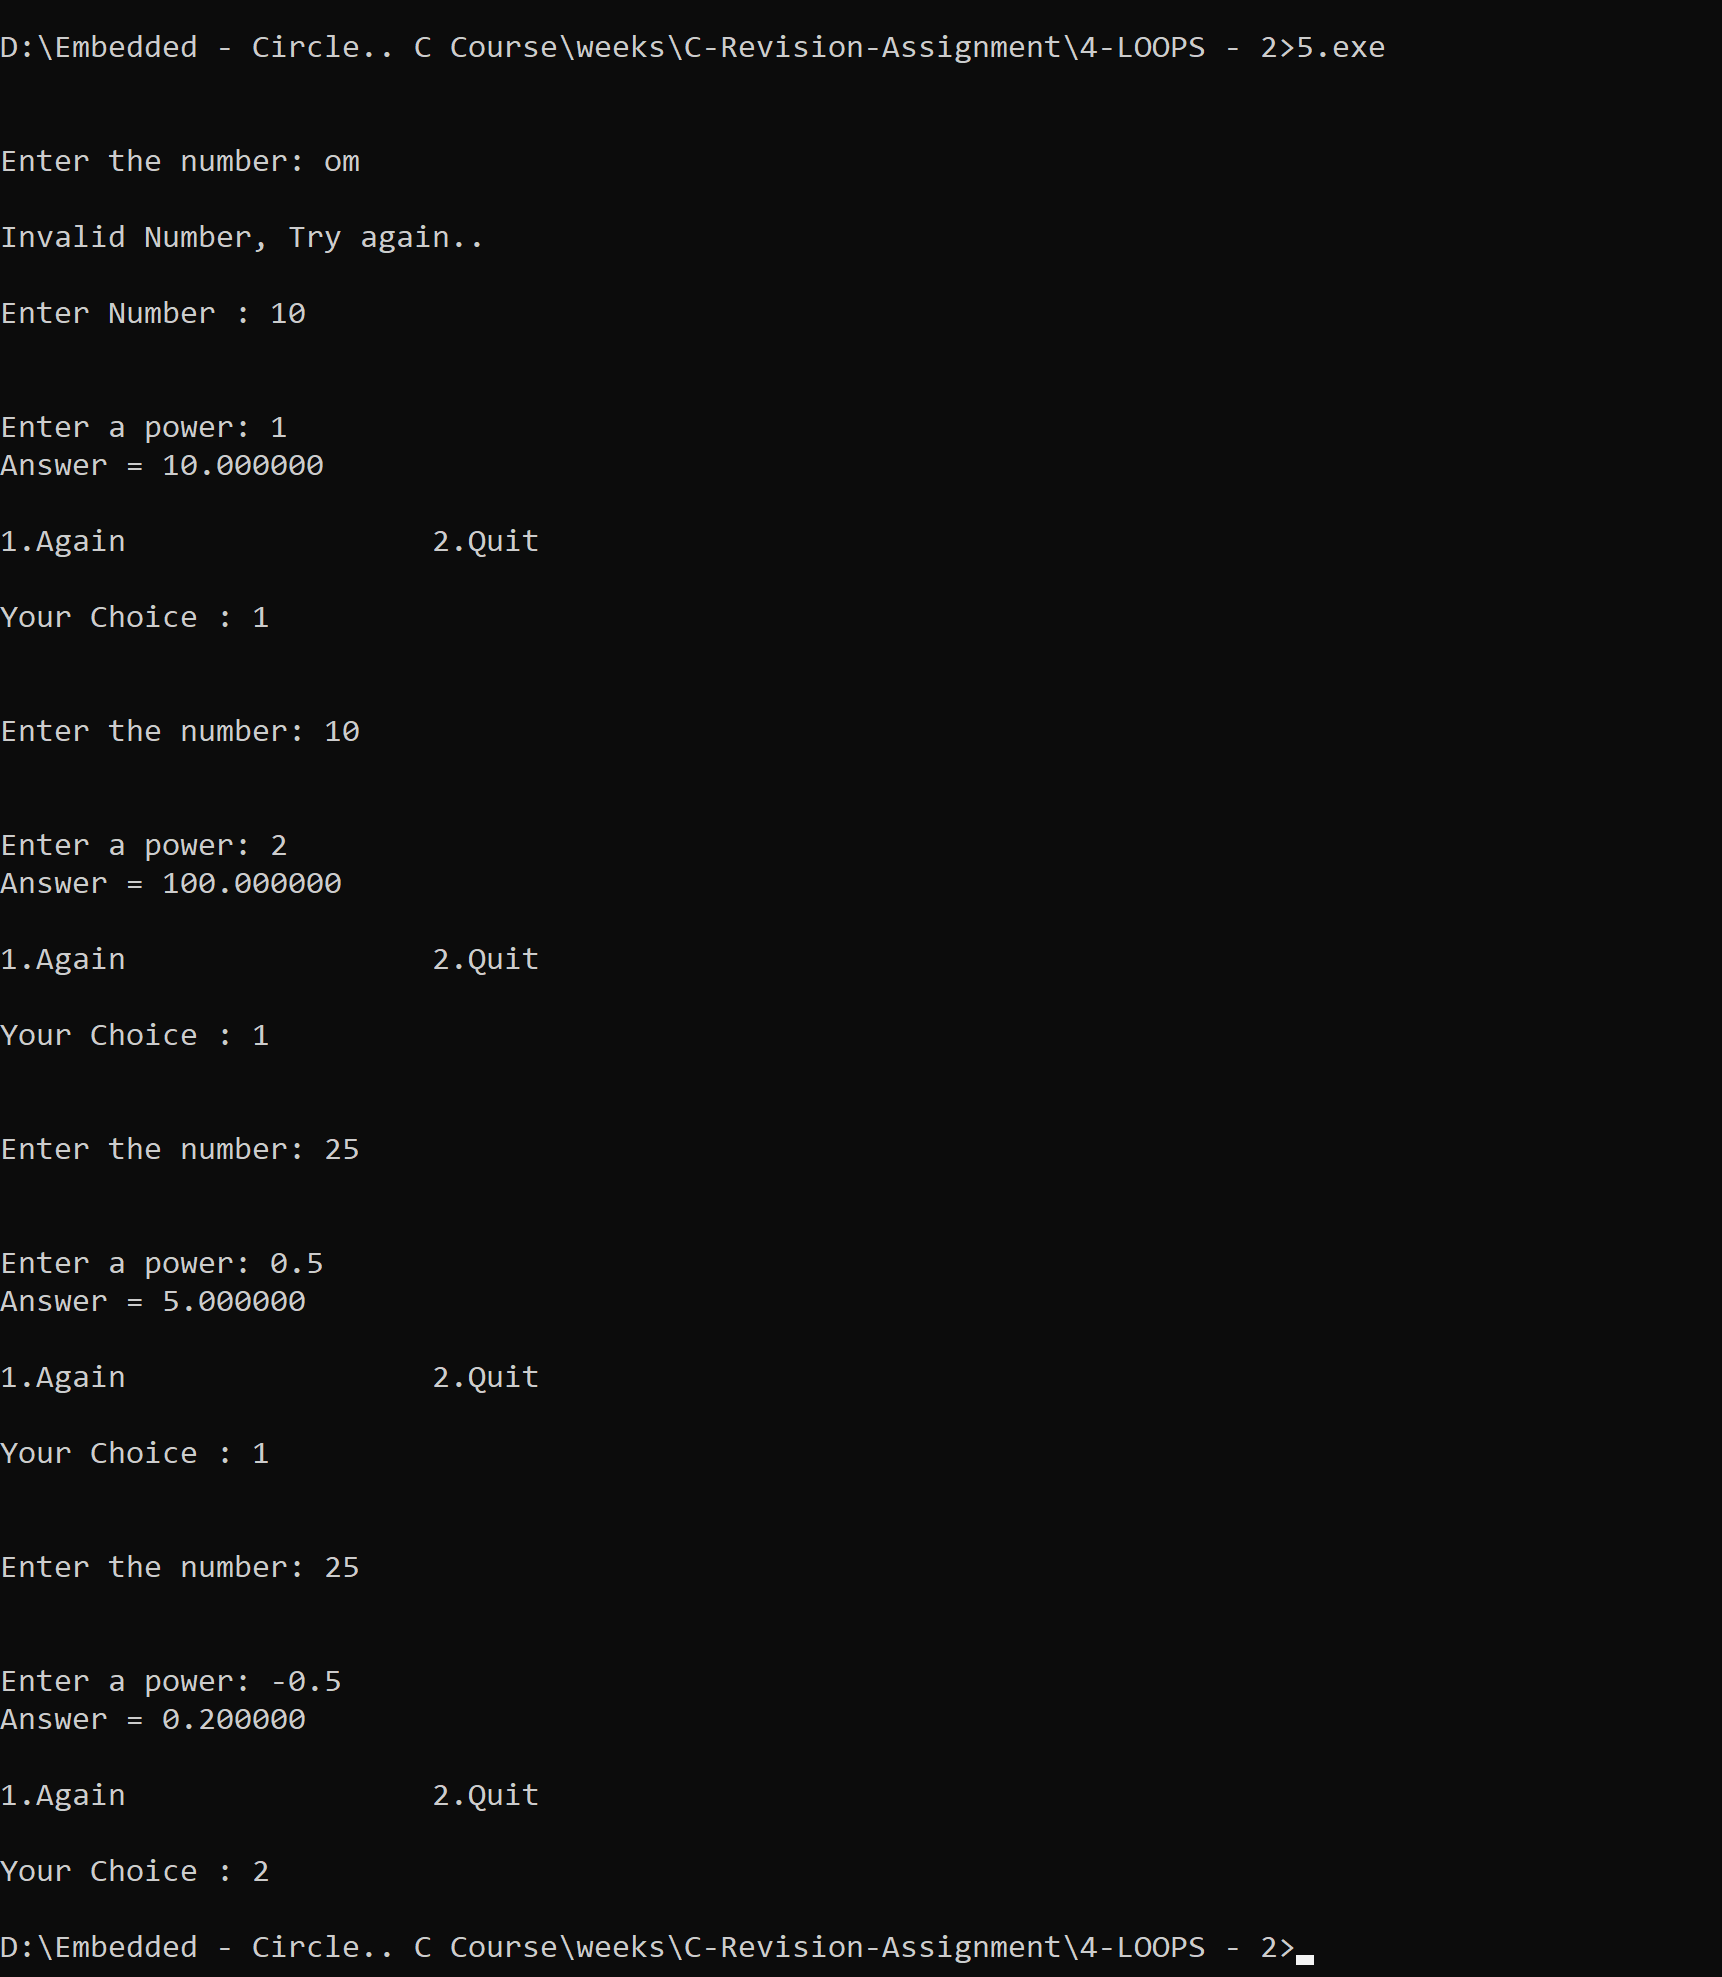 D:\Embedded - Circle.. C Course\weeks\C-Revision-Assignment\4-LOOPS - 2>5.exe
Enter the number: om
Invalid Number, Try again..
Enter Number : 10
Enter a power: 1
Answer = 10.000000
1.Again                 2.Quit
Your Choice : 1
Enter the number: 10
Enter a power: 2
Answer = 100.000000
1.Again                 2.Quit
Your Choice : 1
Enter the number: 25
Enter a power: 0.5
Answer = 5.000000
1.Again                 2.Quit
Your Choice : 1
Enter the number: 25
Enter a power: -0.5
Answer = 0.200000
1.Again                 2.Quit
Your Choice : 2
D:\Embedded - Circle.. C Course\weeks\C-Revision-Assignment\4-LOOPS - 2>